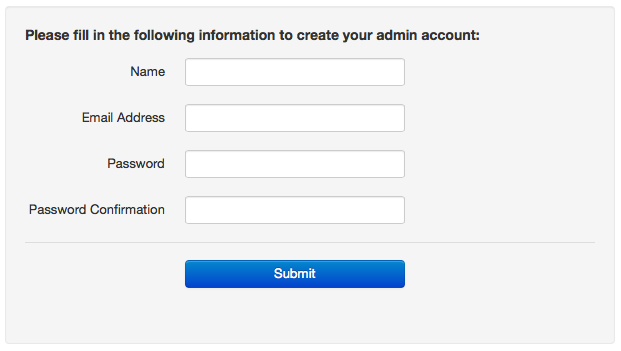 Please fill in the following information to create your admin account:
Name
Email Address
Password
Password Confirmation
Submit